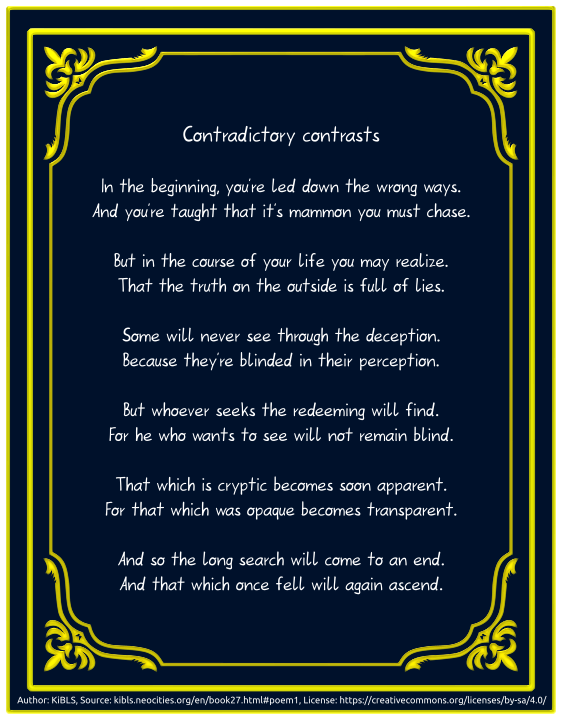 Contradictory contrasts
In the beginning, you're led down the wrong ways.
And you're taught that it's mammon you must chase.
But in the course of your life you may realize.
That the truth on the outside is full of lies.
Some will never see through the deception.
Because they're blinded in their perception.
But whoever seeks the redeeming will find.
For he who wants to see will not remain blind.
That which is cryptic becomes soon apparent.
For that which was opaque becomes transparent.
And so the long search will come to an end.
And that which once fell will again ascend.
Author: KiBLS, Source: kibls.neocities.org/en/book27.html#poem1, License: https://creativecommons.org/licenses/by-sa/4.0/